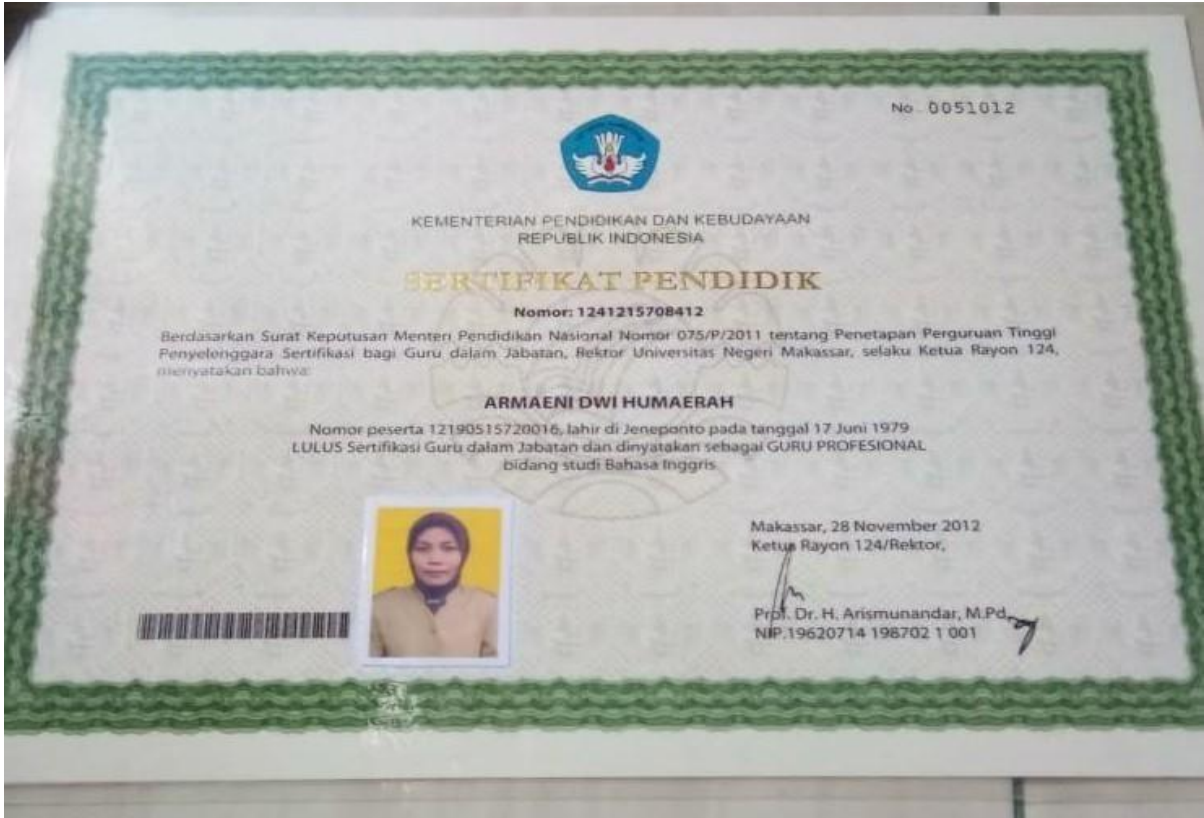 No. 0051012
KEMENTERIAN PENDIDIKAN DAN KEBUDAYAAN
REPUBLIK INDONESIA
SERTIFIKAT PENDIDIK
Nomor: 1241215708412
Berdasarkan Surat Keputusan Menteri Pendidikan Nasional Nomor 075/P/2011 tentang Penetapan Perguruan Tinggi
Penyelenggara Sertifikasi bagi Guru dalam Jabatan, Rektor Universitas Negeri Makassar, selaku Ketua Rayon 124,
menyatakan bahwa:
ARMAENI DWI HUMAERAH
Nomor peserta 12190515720016, lahir di Jeneponto pada tanggal 17 Juni 1979
LULUS Sertifikasi Guru dalam Jabatan dan dinyatakan sebagai GURU PROFESIONAL
bidang studi Bahasa Inggris
Makassar, 28 November 2012
Ketua Rayon 124/Rektor,
Prof. Dr. H. Arismunandar, M.Pd.
NIP.19620714 198702 1 001